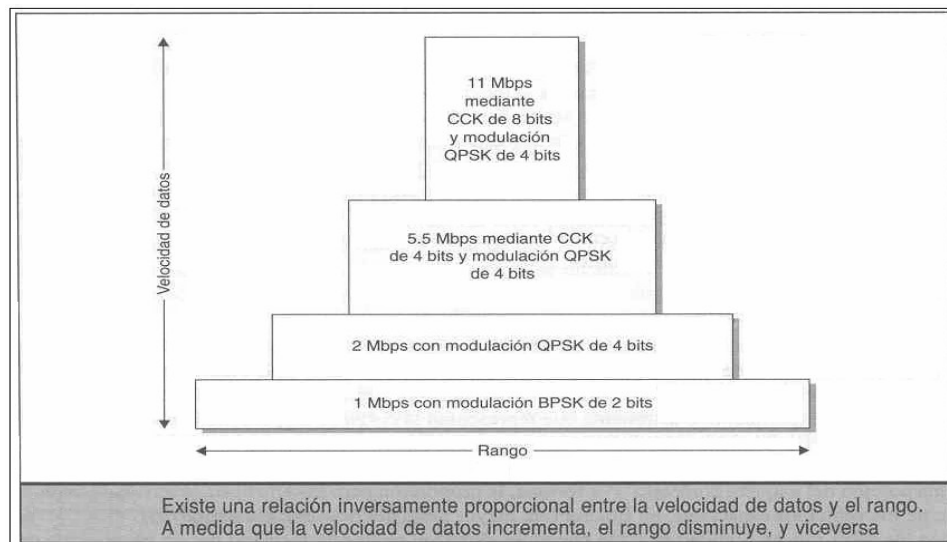 11 Mbps
mediante
CCK de 8 bits
y modulación
QPSK de 4 bits
Velocidad de datos
5.5 Mbps mediante CCK
de 4 bits y modulación QPSK
de 4 bits
2 Mbps con modulación QPSK de 4 bits
1 Mbps con modulación BPSK de 2 bits
Rango
Existe una relación inversamente proporcional entre la velocidad de datos y el rango.
A medida que la velocidad de datos incrementa, el rango disminuye, y viceversa